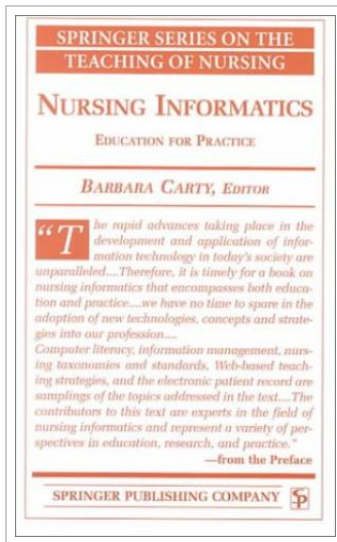 SPRINGER SERIES ON THE
TEACHING OF NURSING
NURSING INFORMATICS
EDUCATION FOR PRACTICE
BARBARA CARTY, EDITOR
“The rapid advances taking place in the
development and application of infor-
mation technology in today's society are
unparalleled....Therefore, it is timely for a book on
nursing informatics that encompasses both educa-
tion and practice....we have no time to spare in the
adoption of new technologies, concepts and strate-
gies into our profession....
Computer literacy, information management, nurs-
ing taxonomies and standards, Web-based teach-
ing strategies, and the electronic patient record are
samplings of the topics addressed in the text....The
contributors to this text are experts in the field of
nursing informatics and represent a variety of per-
spectives in education, research, and practice.”
—from the Preface
SPRINGER PUBLISHING COMPANY SP